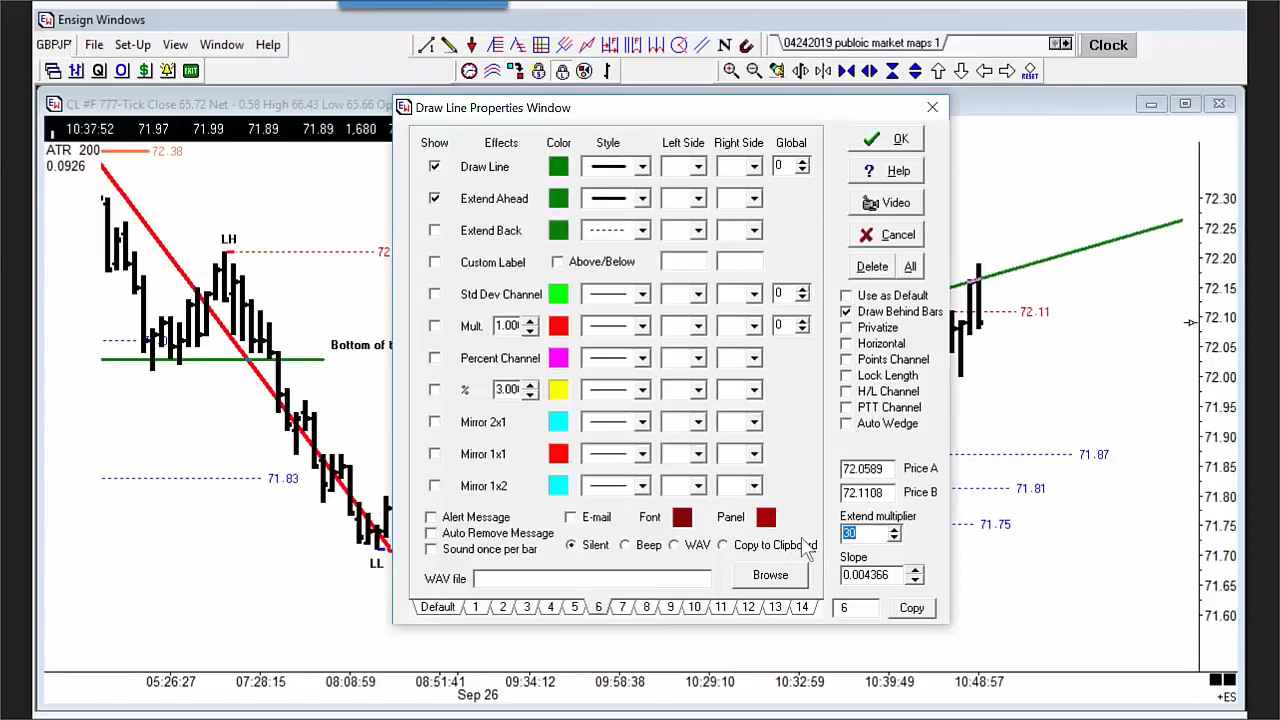 Ensign Windows
GBPJP' File Set-Up View Window Help
04242019 publoic market maps 1
Clock
CL #F 777-Tick Close 65.72 Net - 0.58 High 66.43 Low 65.66 Op
10:37:52 71.97 71.99 71.89 71.89 1,680
ATR 200
0.0926
72.38
LH
72
Bottom of t
71.83
LL
Draw Line Properties Window
Show Effects Color Style Left Side Right Side Global
Draw Line 0
Extend Ahead
Extend Back
Custom Label Above/Below
Std Dev Channel 0
Mult. 1.00 0
Percent Channel
% 3.00
Mirror 2x1
Mirror 1x1
Mirror 1x2
Alert Message E-mail Font Panel
Auto Remove Message
Sound once per bar Silent Beep WAV Copy to Clipboard
WAV file Browse
Default 1 2 3 4 5 6 7 8 9 10 11 12 13 14
OK
Help
Video
Cancel
Delete All
Use as Default
Draw Behind Bars
Privatize
Horizontal
Points Channel
Lock Length
H/L Channel
PTT Channel
Auto Wedge
72.0589 Price A
72.1108 Price B
Extend multiplier
30
Slope
0.004366
6 Copy
72.11
71.87
71.81
71.75
72.30
72.25
72.20
72.15
72.10
72.05
72.00
71.95
71.90
71.85
71.80
71.75
71.70
71.65
71.60
05:26:27 07:28:15 08:08:59 08:51:41 09:34:12 09:58:38 10:29:10 10:32:59 10:39:49 10:48:57
Sep 26
+ES